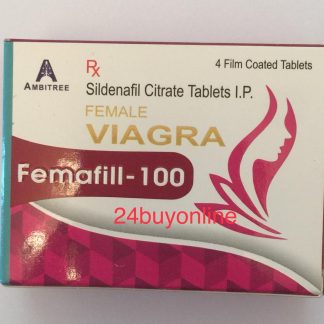 AMBITREE
Rx
4 Film Coated Tablets
Sildenafil Citrate Tablets I.P.
FEMALE
VIAGRA
Femafill-100
24buyonline